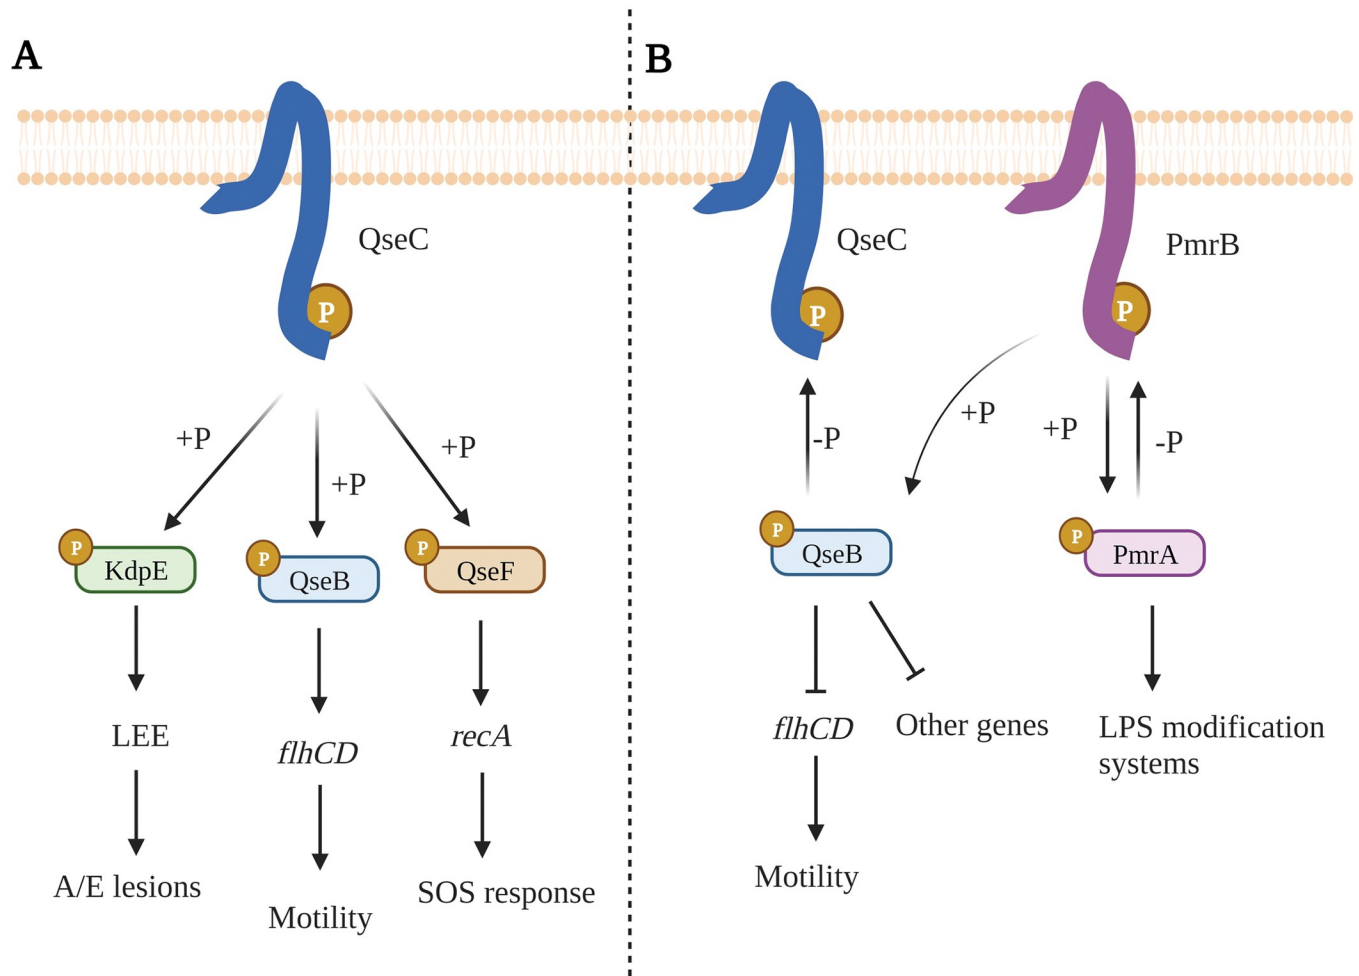 A
B
QseC
QseC
PmrB
P
P
P
+P
+P
+P
-P
+P
+P
-P
P
KdpE
P
QseB
P
QseF
P
QseB
P
PmrA
LEE
flhCD
recA
flhCD
Other genes
LPS modification
systems
A/E lesions
Motility
SOS response
Motility